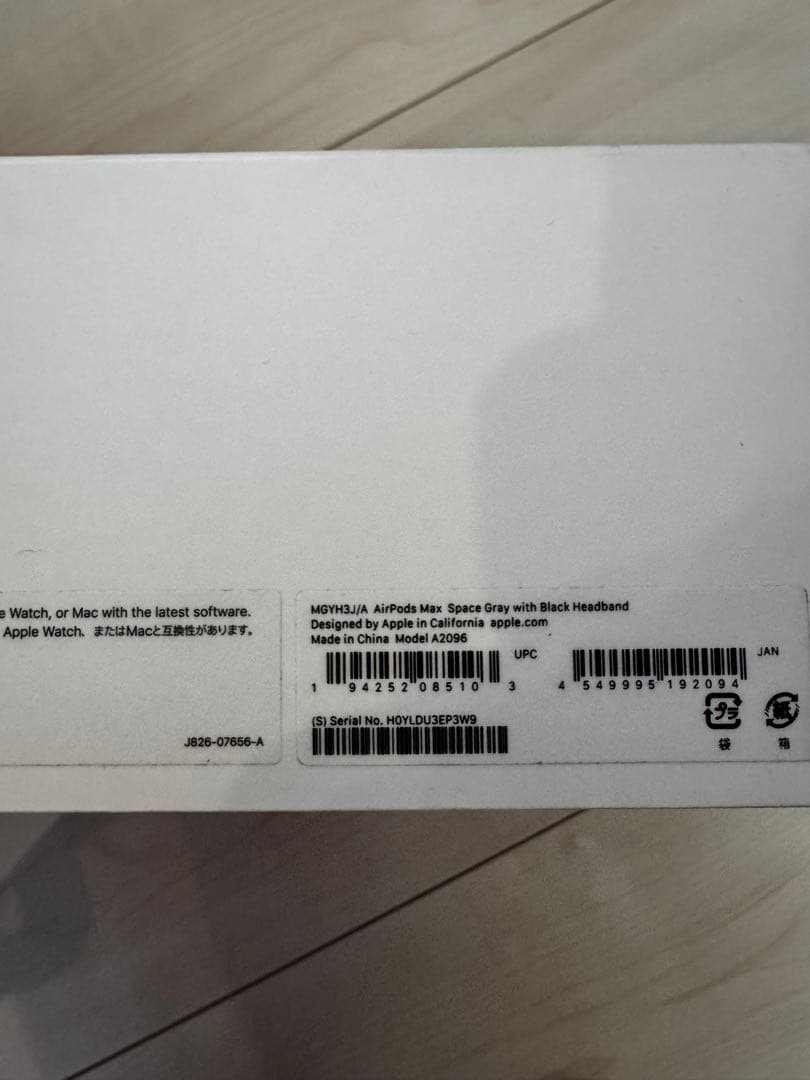 e Watch, or Mac with the latest software.
Apple Watch、またはMacと互換性があります。
J826-07656-A
MGYH3J/A AirPods Max Space Gray with Black Headband
Designed by Apple in California apple.com
Made in China Model A2096
UPC
1 94252 08510 3
JAN
4 549995 192094
(S) Serial No. H0YLDU3EP3W9
プラ
袋
紙
箱